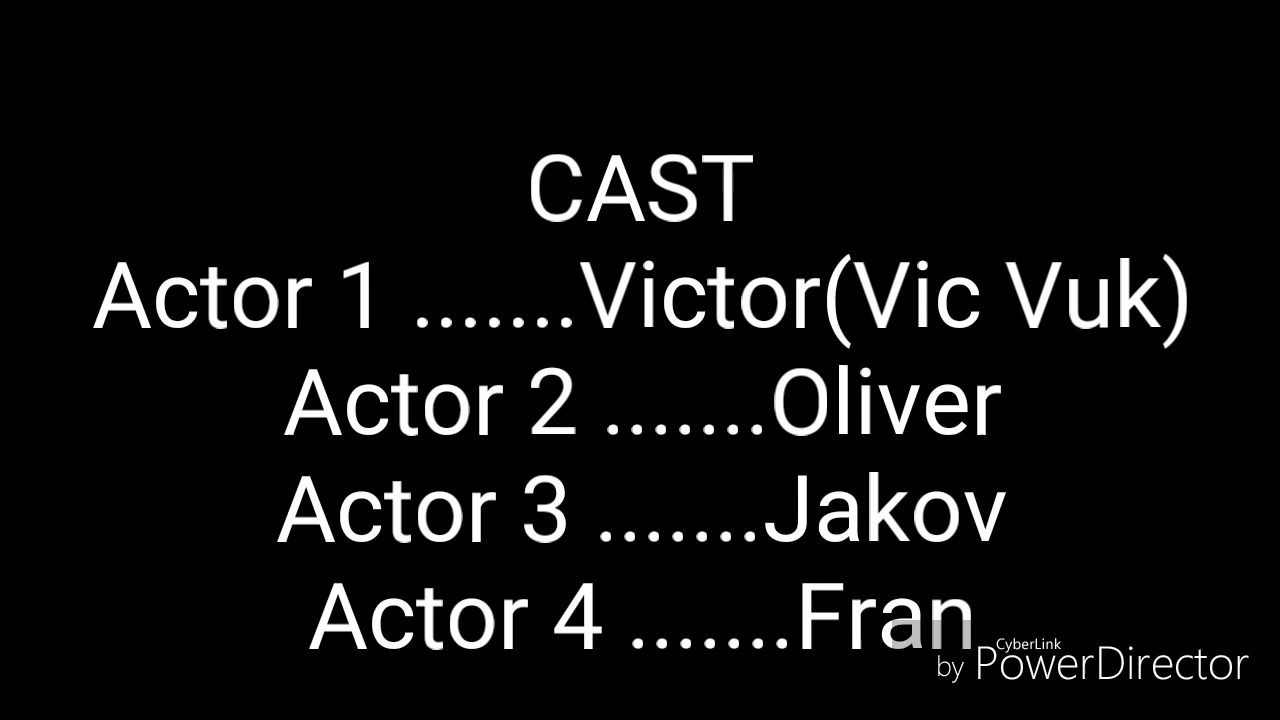 CAST
Actor 1 .......Victor(Vic Vuk)
Actor 2 .......Oliver
Actor 3 .......Jakov
Actor 4 .......Fran
CyberLink
by PowerDirector